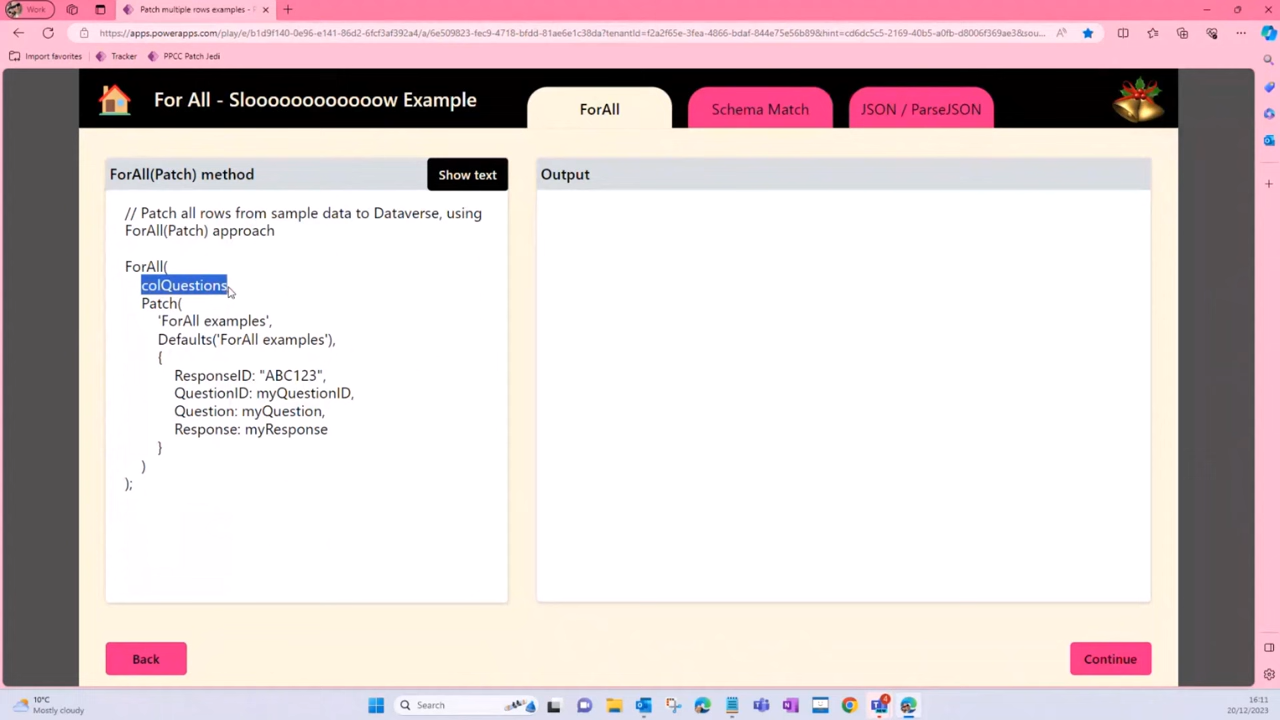 Work
Patch multiple rows examples -
https://apps.powerapps.com/play/e/b1d9f140-0e96-e141-86d2-6fcf3af392a4/a/6e509823-fec9-4718-bfdd-81ae6e1c38da?tenantId=f2a2f65e-3fea-4866-bdaf-844e75e56b89&hint=cd6dc5c5-2169-40b5-a0fb-d8006f369ae3&sou...
Import favorites
Tracker
PPCC Patch Jedi
For All - Slooooooooooow Example
ForAll
Schema Match
JSON / ParseJSON
ForAll(Patch) method
Show text
Output
// Patch all rows from sample data to Dataverse, using
ForAll(Patch) approach
ForAll(
colQuestions,
Patch(
'ForAll examples',
Defaults('ForAll examples'),
{
ResponseID: "ABC123",
QuestionID: myQuestionID,
Question: myQuestion,
Response: myResponse
}
)
);
Back
Continue
10°C
Mostly cloudy
Search
4
16:11
20/12/2023